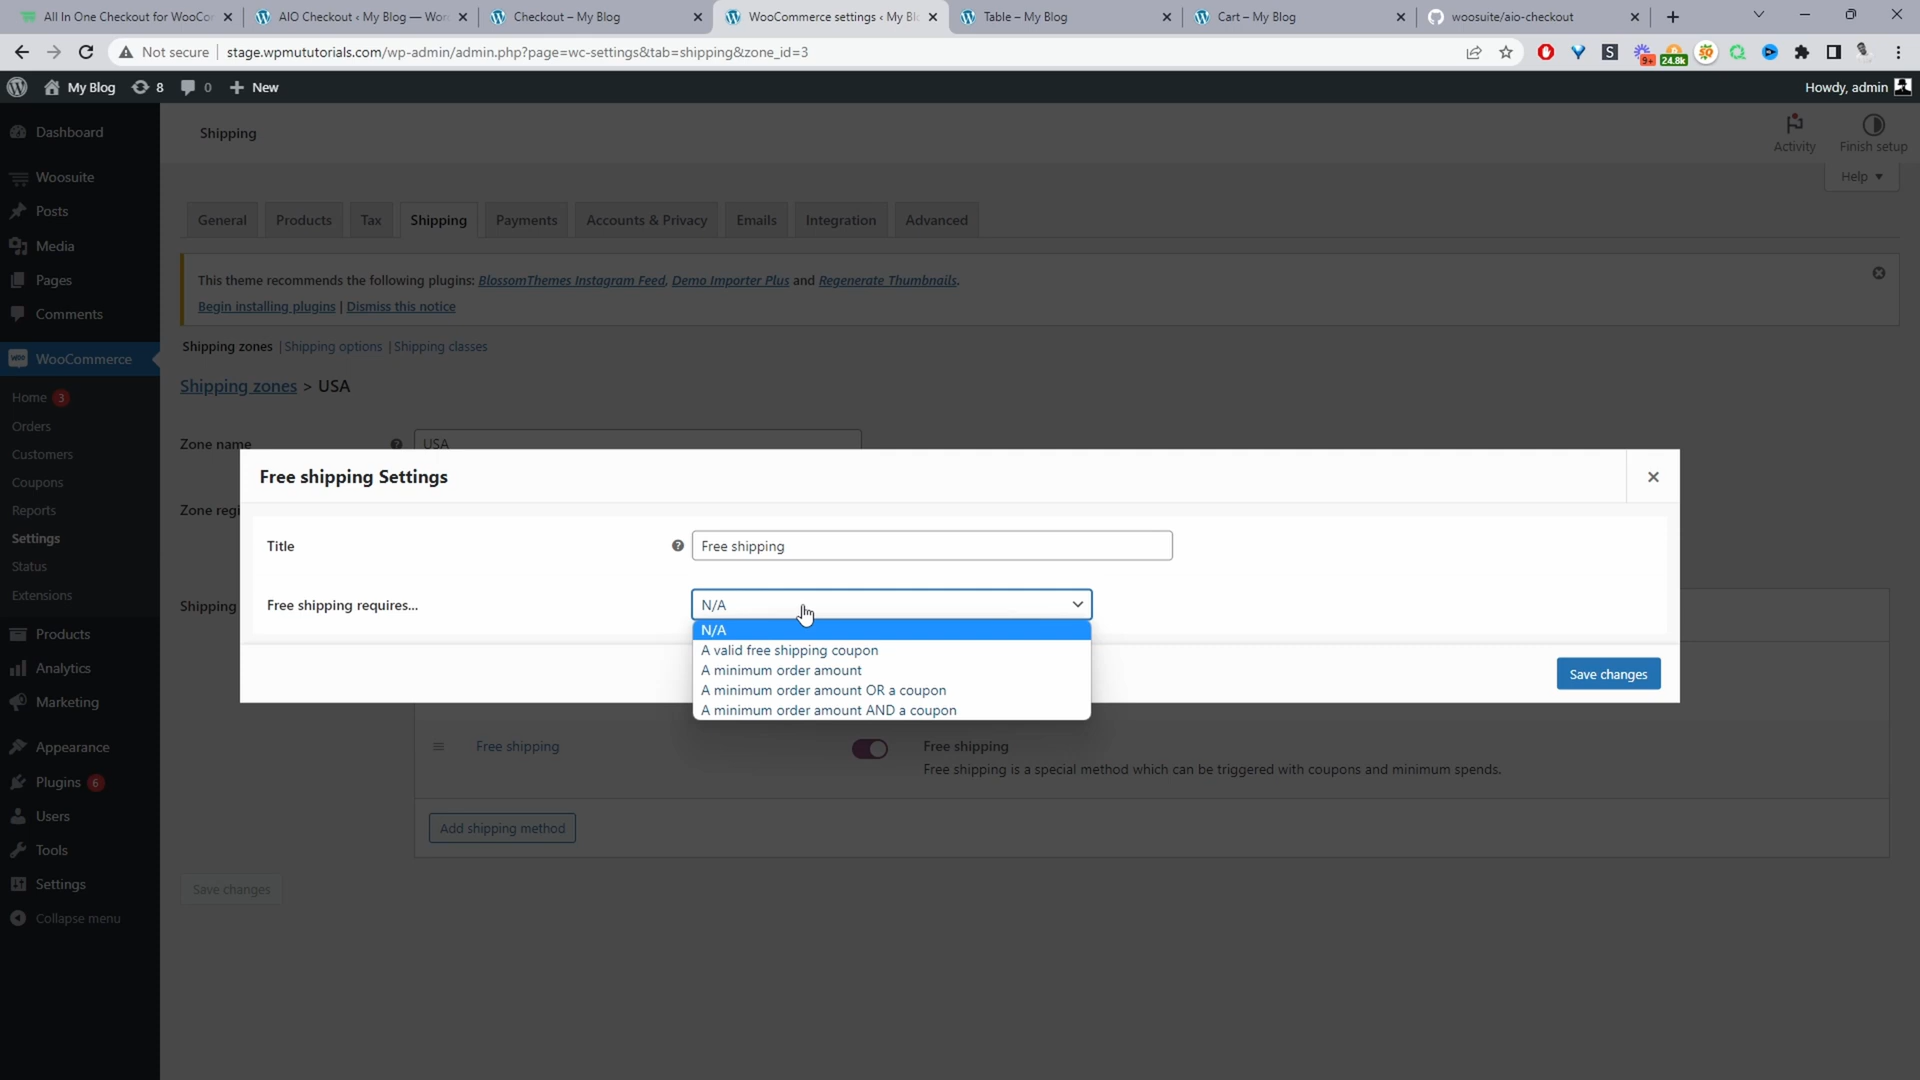 All In One Checkout for WooCor
AIO Checkout ‹ My Blog — Wor
Checkout – My Blog
WooCommerce settings ‹ My Bl
Table – My Blog
Cart – My Blog
woosuite/aio-checkout
Not secure
stage.wpmututorials.com/wp-admin/admin.php?page=wc-settings&tab=shipping&zone_id=3
9+
24.8k
My Blog
8
0
New
Howdy, admin
Dashboard
Woosuite
Posts
Media
Pages
Comments
WooCommerce
Home 3
Orders
Customers
Coupons
Reports
Settings
Status
Extensions
Products
Analytics
Marketing
Appearance
Plugins 6
Users
Tools
Settings
Collapse menu
Shipping
Activity
Finish setup
Help
General
Products
Tax
Shipping
Payments
Accounts & Privacy
Emails
Integration
Advanced
This theme recommends the following plugins: BlossomThemes Instagram Feed, Demo Importer Plus and Regenerate Thumbnails.
Begin installing plugins | Dismiss this notice
Shipping zones | Shipping options | Shipping classes
Shipping zones > USA
Zone name
USA
Zone regi
Shipping
Free shipping Settings
Title
Free shipping
Free shipping requires...
N/A
N/A
A valid free shipping coupon
A minimum order amount
A minimum order amount OR a coupon
A minimum order amount AND a coupon
Save changes
Free shipping
Free shipping
Free shipping is a special method which can be triggered with coupons and minimum spends.
Add shipping method
Save changes